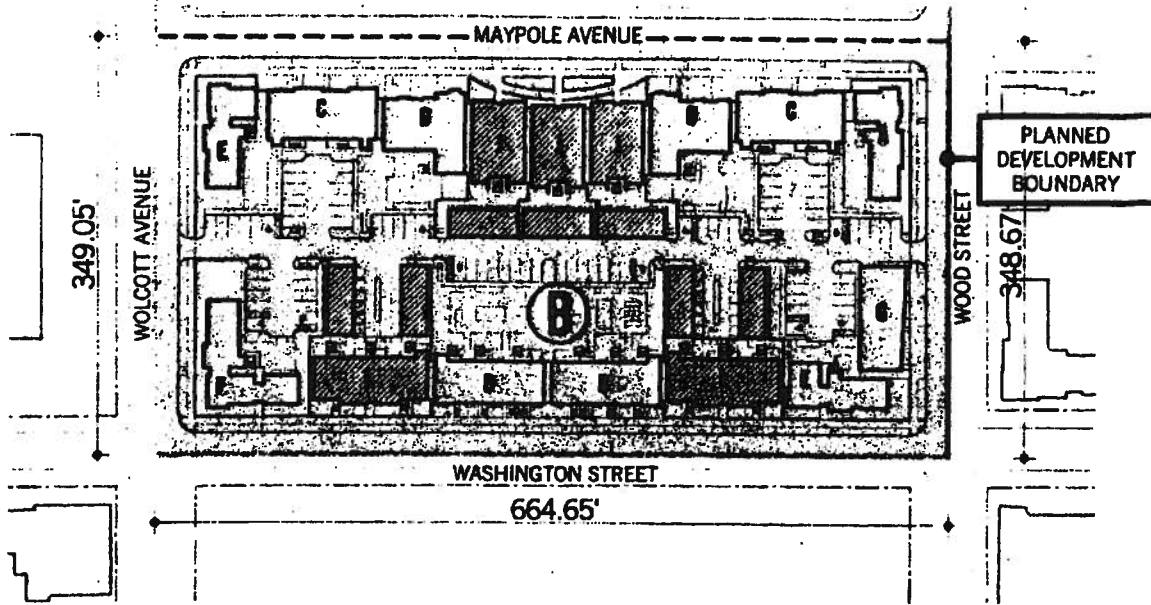 MAYPOLE AVENUE
C
B
B
C
E
PLANNED
DEVELOPMENT
BOUNDARY
WOLCOTT AVENUE
349.05'
WOOD STREET
348.67
B
E
WASHINGTON STREET
664.65'